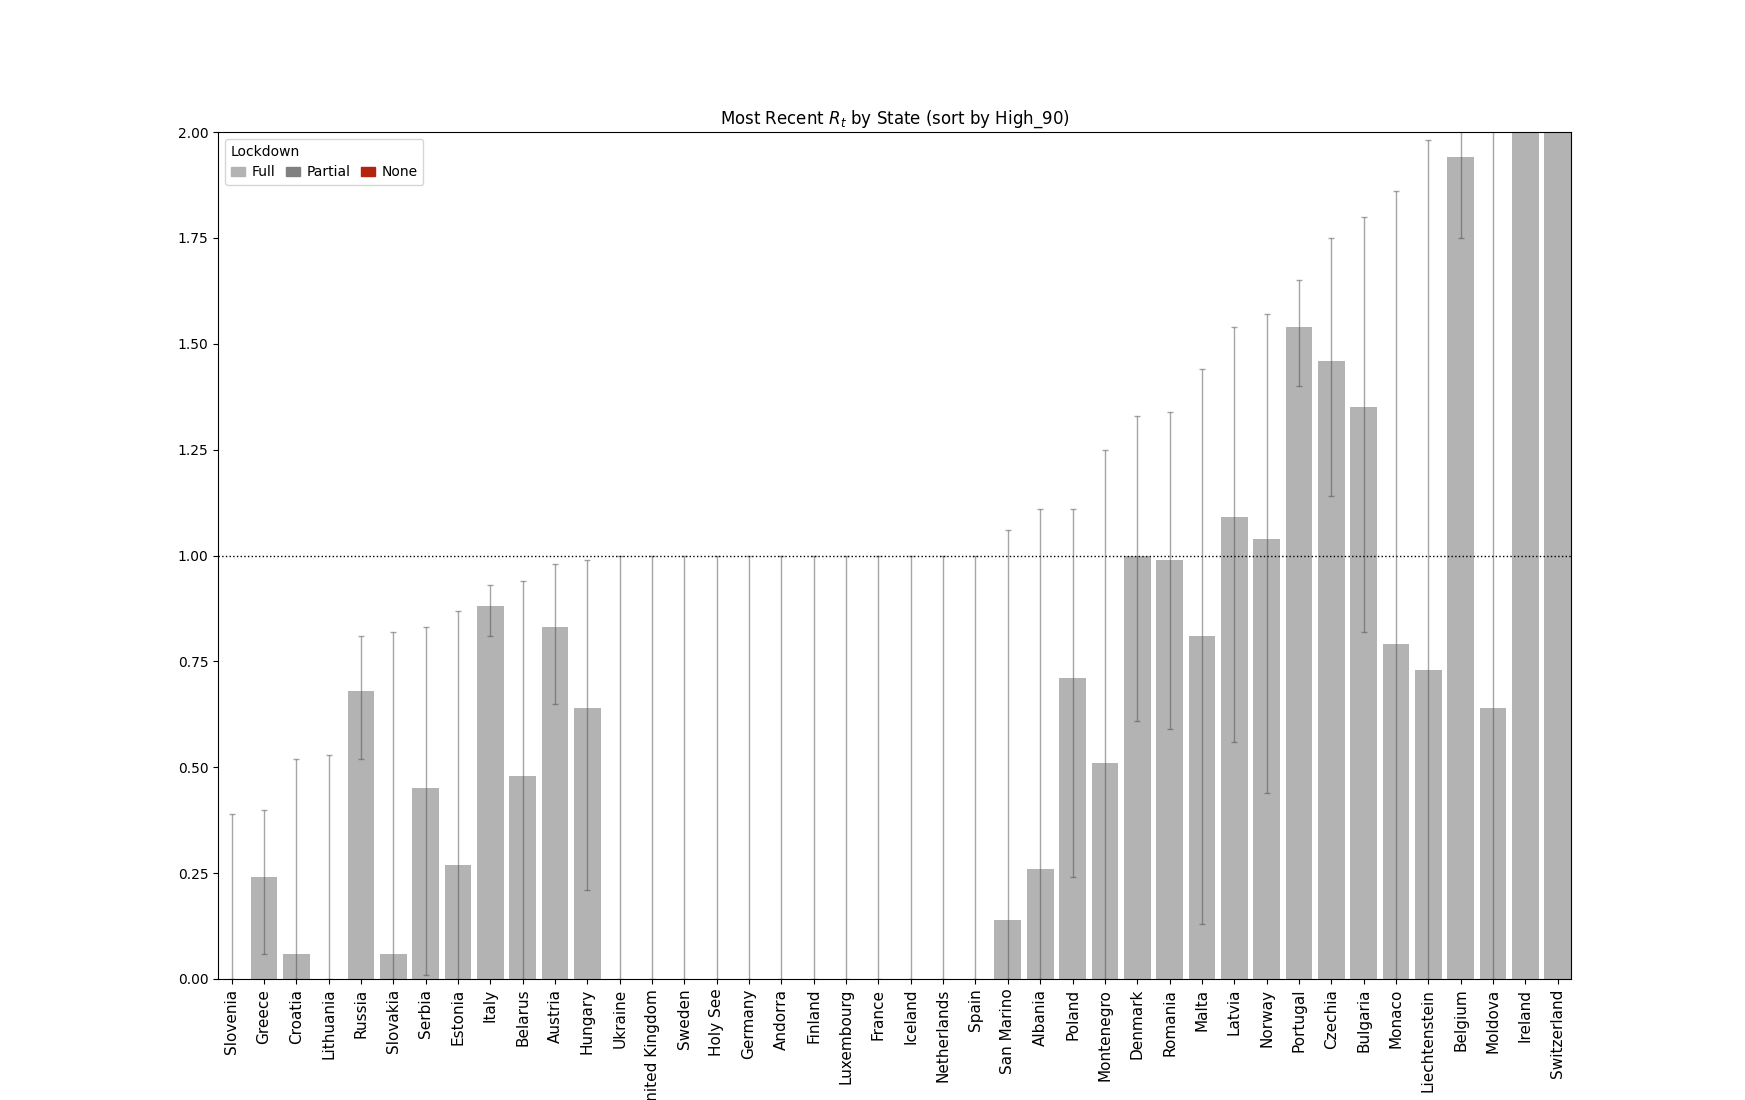 Most Recent R_t by State (sort by High_90)
Lockdown
Full Partial None
2.00
1.75
1.50
1.25
1.00
0.75
0.50
0.25
0.00
Slovenia
Greece
Croatia
Lithuania
Russia
Slovakia
Serbia
Estonia
Italy
Belarus
Austria
Hungary
Ukraine
nited Kingdom
Sweden
Holy See
Germany
Andorra
Finland
Luxembourg
France
Iceland
Netherlands
Spain
San Marino
Albania
Poland
Montenegro
Denmark
Romania
Malta
Latvia
Norway
Portugal
Czechia
Bulgaria
Monaco
Liechtenstein
Belgium
Moldova
Ireland
Switzerland